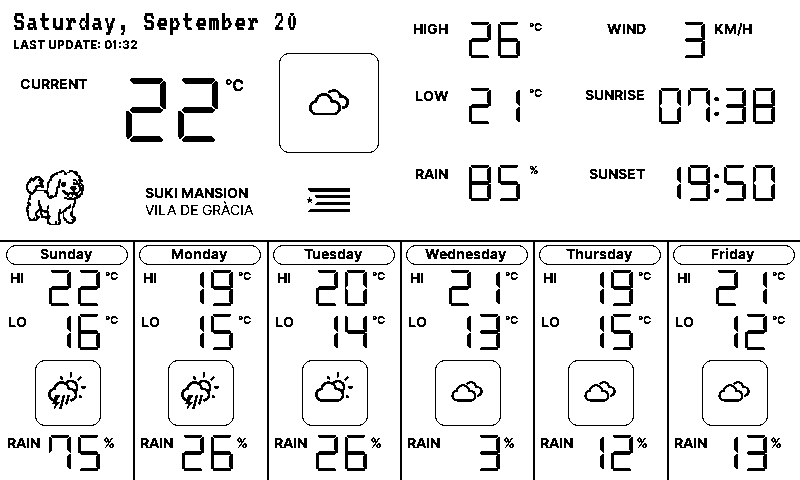 Saturday, September 20
LAST UPDATE: 01:32
CURRENT 22 °C
HIGH 26 °C
LOW 21 °C
RAIN 85 %
WIND 3 KM/H
SUNRISE 07:38
SUNSET 19:50
SUKI MANSION
VILA DE GRÀCIA
Sunday
HI 22 °C
LO 16 °C
RAIN 75 %
Monday
HI 19 °C
LO 15 °C
RAIN 26 %
Tuesday
HI 20 °C
LO 14 °C
RAIN 26 %
Wednesday
HI 21 °C
LO 13 °C
RAIN 3 %
Thursday
HI 19 °C
LO 15 °C
RAIN 12 %
Friday
HI 21 °C
LO 12 °C
RAIN 13 %